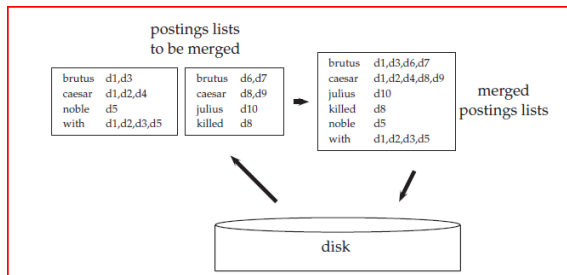 postings lists
to be merged
brutus d1,d3
caesar d1,d2,d4
noble d5
with d1,d2,d3,d5
brutus d6,d7
caesar d8,d9
julius d10
killed d8
brutus d1,d3,d6,d7
caesar d1,d2,d4,d8,d9
julius d10
killed d8
noble d5
with d1,d2,d3,d5
merged
postings lists
disk